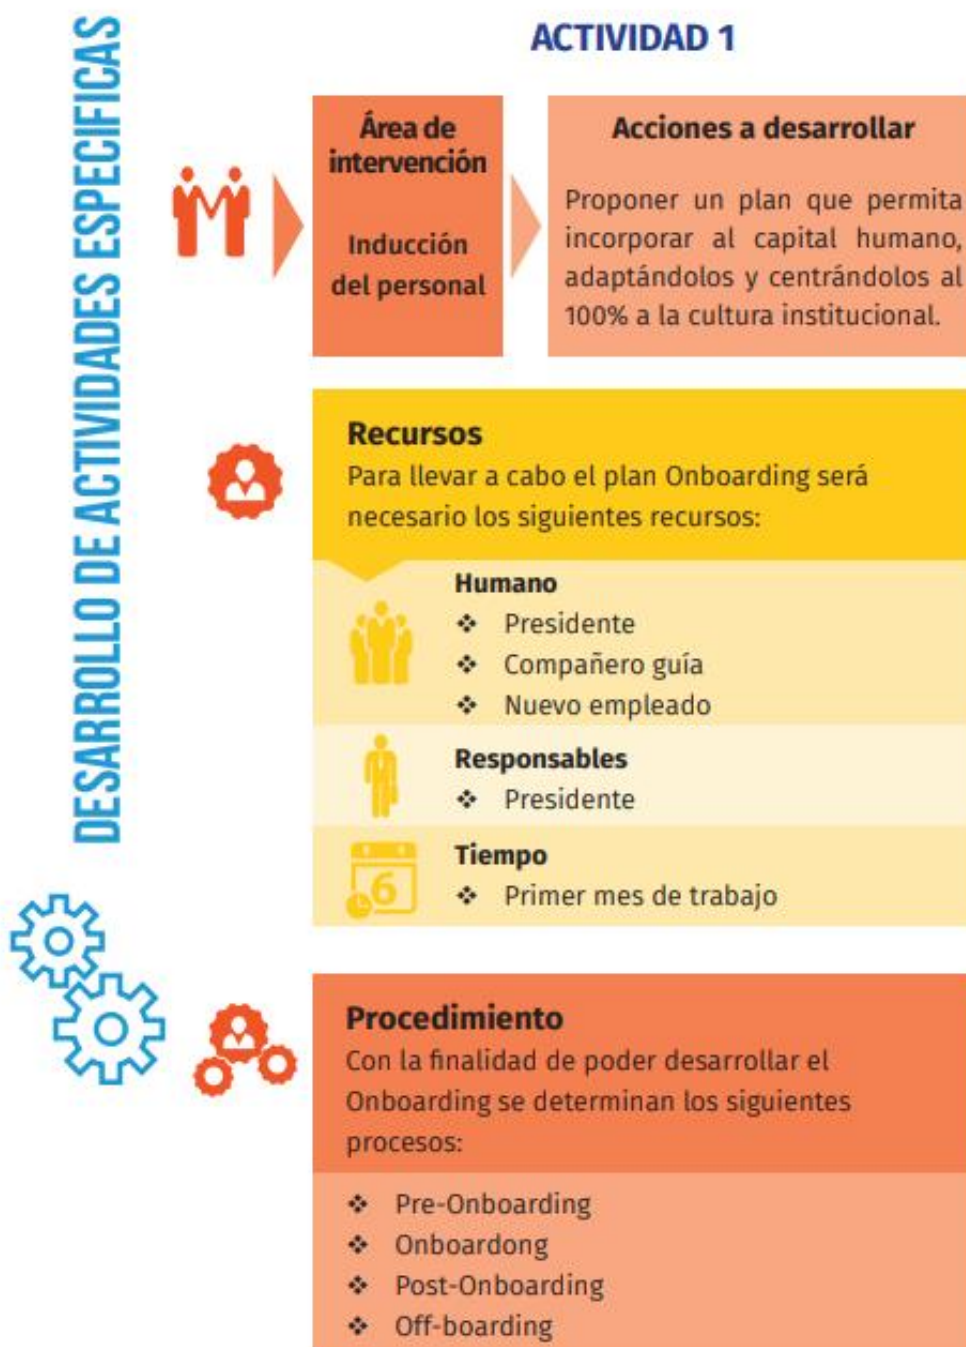 DESARROLLO DE ACTIVIDADES ESPECIFICAS
ACTIVIDAD 1
Área de
intervención
Inducción
del personal
Acciones a desarrollar
Proponer un plan que permita
incorporar al capital humano,
adaptándolos y centrándolos al
100% a la cultura institucional.
Recursos
Para llevar a cabo el plan Onboarding será
necesario los siguientes recursos:
Humano
❖ Presidente
❖ Compañero guía
❖ Nuevo empleado
Responsables
❖ Presidente
6
Tiempo
❖ Primer mes de trabajo
Procedimiento
Con la finalidad de poder desarrollar el
Onboarding se determinan los siguientes
procesos:
❖ Pre-Onboarding
❖ Onboardong
❖ Post-Onboarding
❖ Off-boarding